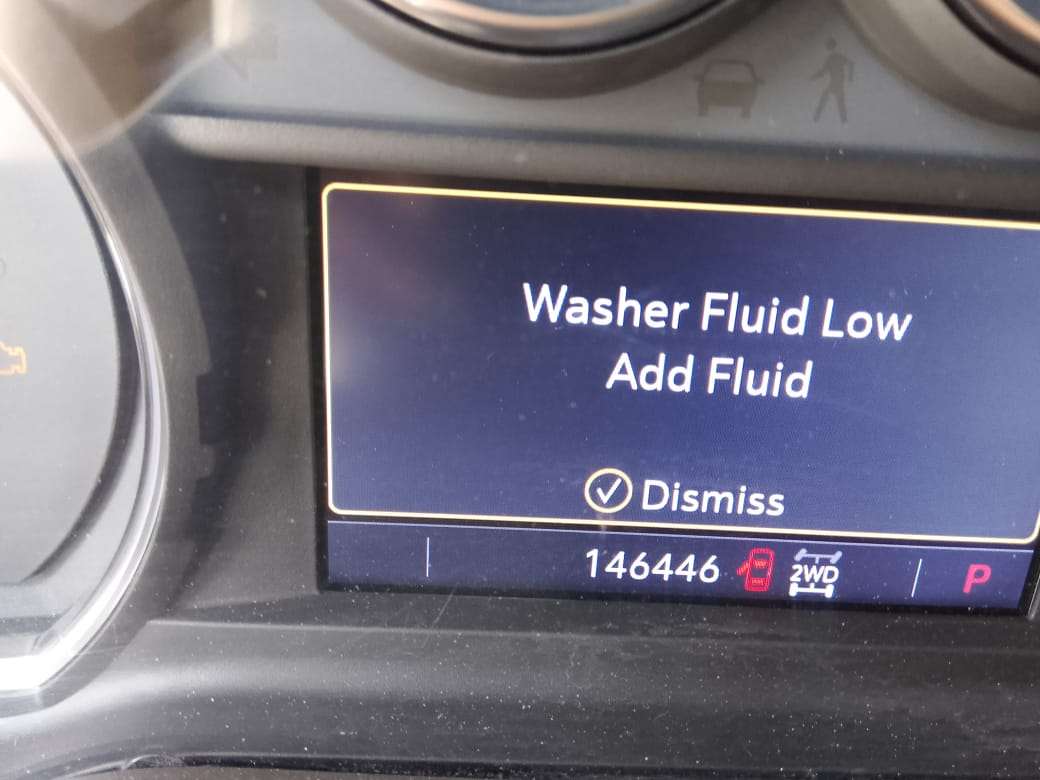 Washer Fluid Low
Add Fluid
Dismiss
146446 2WD P